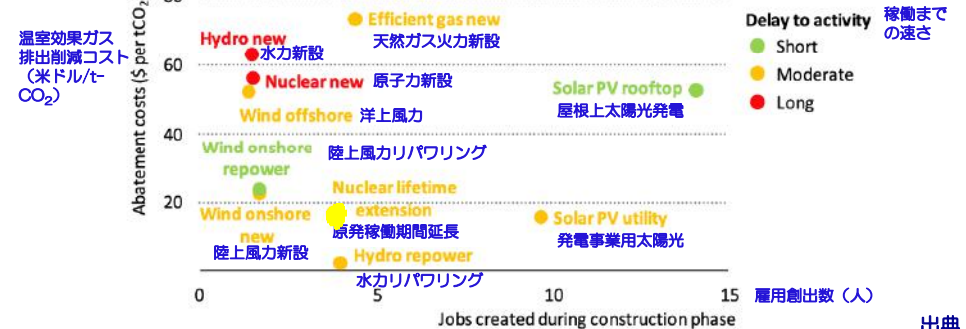 80
Abatement costs ($ per tCO2
温室効果ガス
排出削減コスト
（米ドル/t-
CO2）
Efficient gas new
天然ガス火力新設
Hydro new
水力新設
60
Nuclear new 原子力新設
Wind offshore 洋上風力
Solar PV rooftop
屋根上太陽光発電
Delay to activity
稼働まで
の速さ
Short
Moderate
Long
40
Wind onshore
repower
陸上風力リパワリング
20
Nuclear lifetime
extension
原発稼働期間延長
Wind onshore
new
陸上風力新設
Solar PV utility
発電事業用太陽光
Hydro repower
水力リパワリング
0
5
10
15
雇用創出数（人）
Jobs created during construction phase
出典